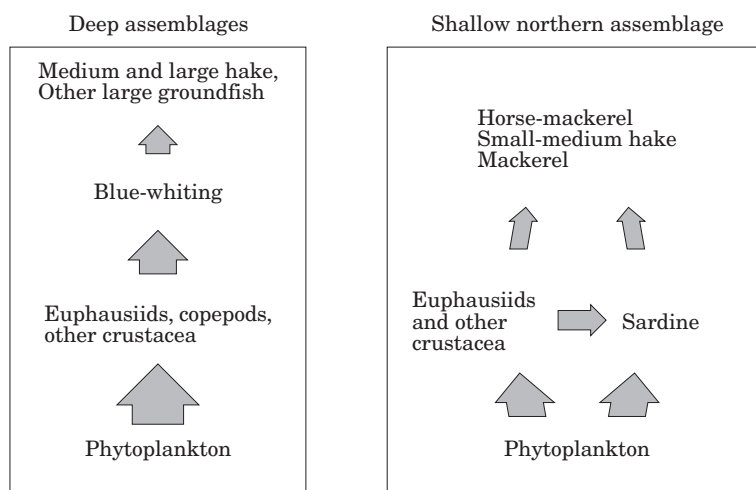 Deep assemblages
Medium and large hake,
Other large groundfish
Blue-whiting
Euphausiids, copepods,
other crustacea
Phytoplankton
Shallow northern assemblage
Horse-mackerel
Small-medium hake
Mackerel
Euphausiids
and other
crustacea
Sardine
Phytoplankton